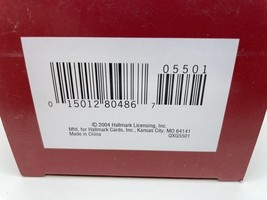 05501
0 15012 80486 7
© 2004 Hallmark Licensing, Inc.
Mfd. for Hallmark Cards, Inc., Kansas City, MO 64141
Made in China
QXG5501